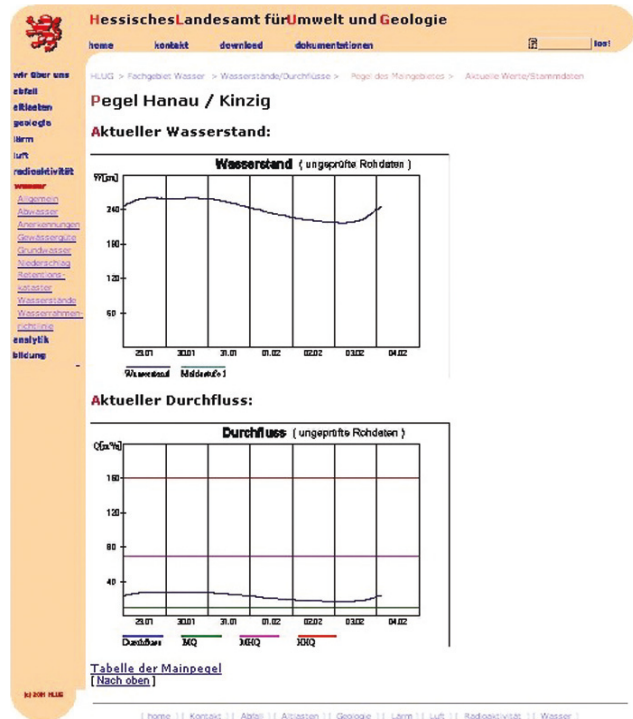 HessischesLandesamt fürUmwelt und Geologie
home kontakt download dokumentationen los!
wir über uns
abfall
altlasten
geologie
lärm
luft
radioaktivität
wasser
Allgemein
Abwasser
Anerkennungen
Gewässergüte
Grundwasser
Niederschlag
Retentions-
kataster
Wasserstände
Wasserrahmen-
richtlinie
analytik
bildung
HLUG > Fachgebiet Wasser > Wasserstände/Durchflüsse > Pegel des Maingebietes > Aktuelle Werte/Stammdaten
Pegel Hanau / Kinzig
Aktueller Wasserstand:
Wasserstand ( ungeprüfte Rohdaten )
W[cm]
240
180
120
60
29.01 30.01 31.01 01.02 02.02 03.02 04.02
Wasserstand Meldestufe 1
Aktueller Durchfluss:
Durchfluss ( ungeprüfte Rohdaten )
Q[m³/s]
160
120
80
40
29.01 30.01 31.01 01.02 02.02 03.02 04.02
Durchfluss MQ MHQ HHQ
Tabelle der Mainpegel
[ Nach oben ]
(c) 2001 HLUG
[ home ] [ Kontakt ] [ Abfall ] [ Altlasten ] [ Geologie ] [ Lärm ] [ Luft ] [ Radioaktivität ] [ Wasser ]